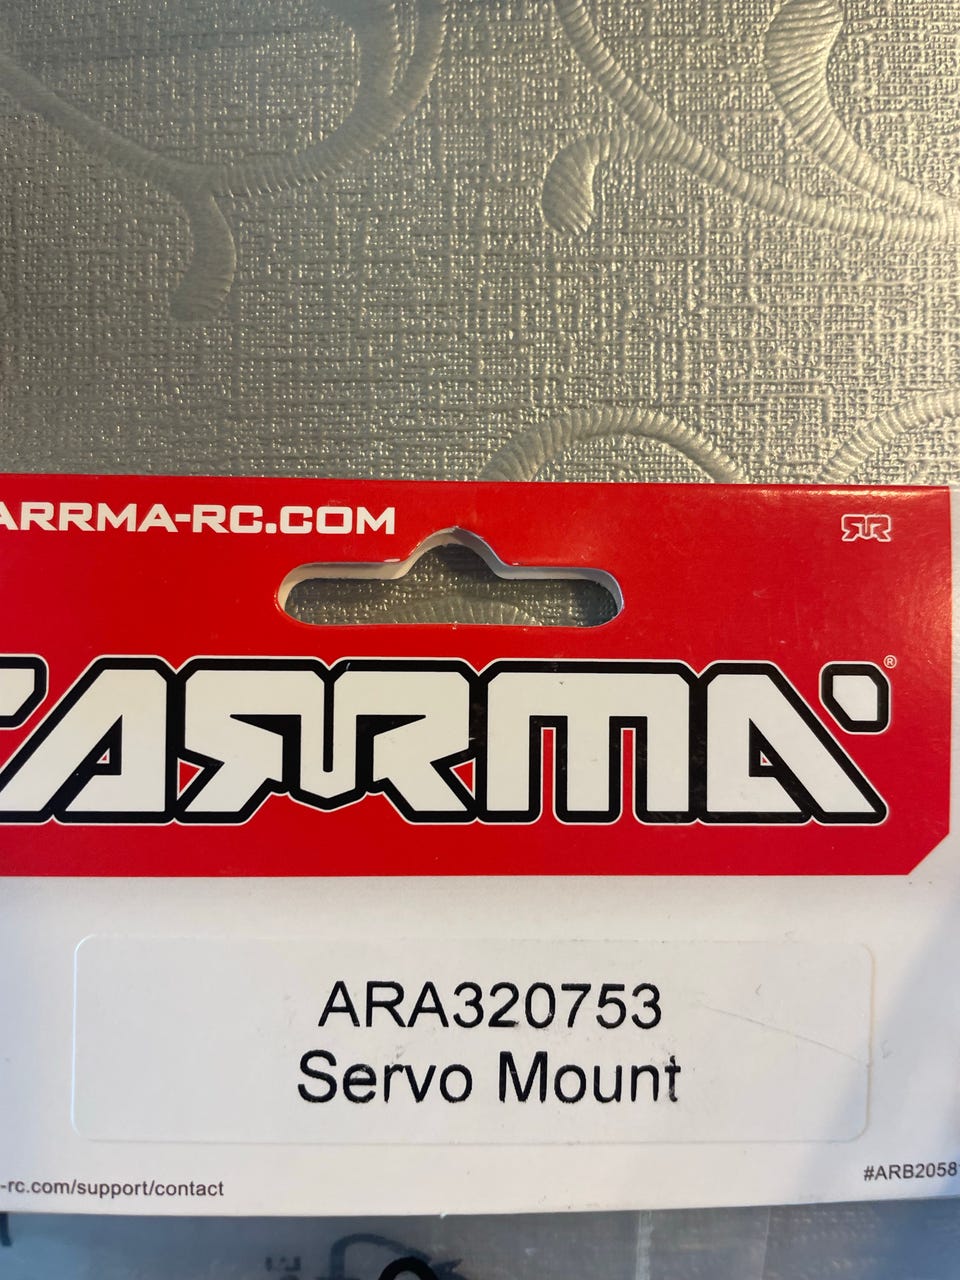 ARRMA-RC.COM
ARRMA®
ARA320753
Servo Mount
-rc.com/support/contact
#ARB2058